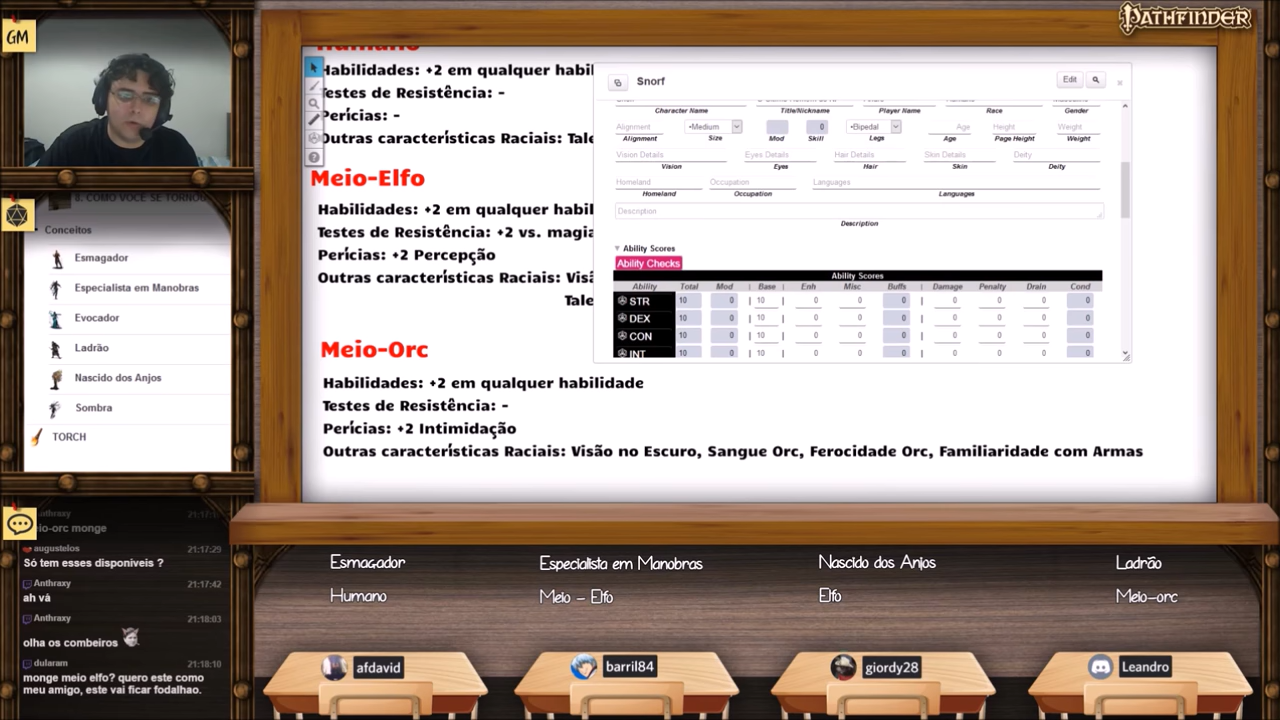 GM
PATHFINDER
Humano
Habilidades: +2 em qualquer habil
Testes de Resistência: -
Perícias: -
Outras características Raciais: Tale
Meio-Elfo
Habilidades: +2 em qualquer habil
Testes de Resistência: +2 vs. magia
Perícias: +2 Percepção
Outras características Raciais: Visã
Tale
Meio-Orc
Habilidades: +2 em qualquer habilidade
Testes de Resistência: -
Perícias: +2 Intimidação
Outras características Raciais: Visão no Escuro, Sangue Orc, Ferocidade Orc, Familiaridade com Armas
Snorf
Edit
Character Name Title/Nickname Player Name Race Gender
Alignment •Medium 0 •Bipedal Age Height Weight
Alignment Size Mod Skill Legs Age Page Height Weight
Vision Details Eyes Details Hair Details Skin Details Deity
Vision Eyes Hair Skin Deity
Homeland Occupation Languages
Homeland Occupation Languages
Description
Description
Ability Scores
Ability Checks
Ability Scores
Ability Total Mod | Base Enh Misc Buffs | Damage Penalty Drain Cond
STR 10 0 | 10 | 0 0 0 | 0 0 0 0
DEX 10 0 | 10 | 0 0 0 | 0 0 0 0
CON 10 0 | 10 | 0 0 0 | 0 0 0 0
INT 10 0 | 10 | 0 0 0 | 0 0 0 0
8. COMO VOCÊ SE TORNOU
Conceitos
Esmagador
Especialista em Manobras
Evocador
Ladrão
Nascido dos Anjos
Sombra
TORCH
io-orc monge
augustelos 21:17:29
Só tem esses disponiveis ?
Anthraxy 21:17:42
ah vá
Anthraxy 21:18:03
olha os combeiros
dularam 21:18:10
monge meio elfo? quero este como
meu amigo, este vai ficar fodalhao.
Esmagador
Humano
afdavid
Especialista em Manobras
Meio - Elfo
barril84
Nascido dos Anjos
Elfo
giordy28
Ladrão
Meio-orc
Leandro